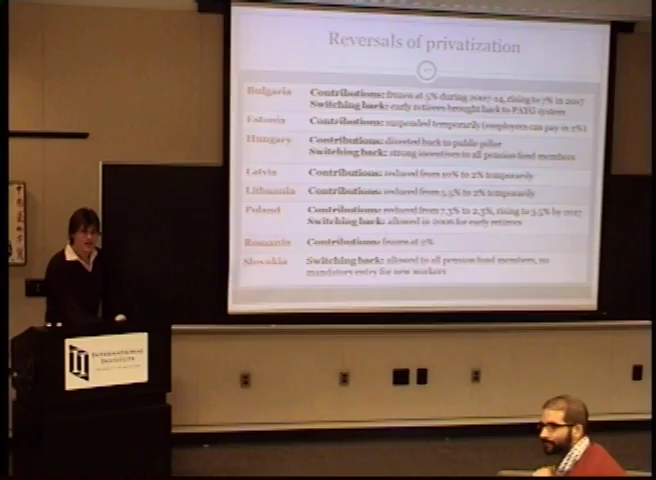 Reversals of privatization
Bulgaria Contributions: frozen at 5% during 2007-14, rising to 7% in 2017
Switching back: early retirees brought back to PAYG system
Estonia Contributions: suspended temporarily (employees can pay in 2%)
Hungary Contributions: diverted back to public pillar
Switching back: strong incentives to all pension fund members
Latvia Contributions: reduced from 10% to 2% temporarily
Lithuania Contributions: reduced from 5.5% to 2% temporarily
Poland Contributions: reduced from 7.3% to 2.3%, rising to 3.5% by 2017
Switching back: allowed in 2008 for early retirees
Romania Contributions: frozen at 2%
Slovakia Switching back: allowed to all pension fund members, no
mandatory entry for new workers
INTERNATIONAL
INSTITUTE